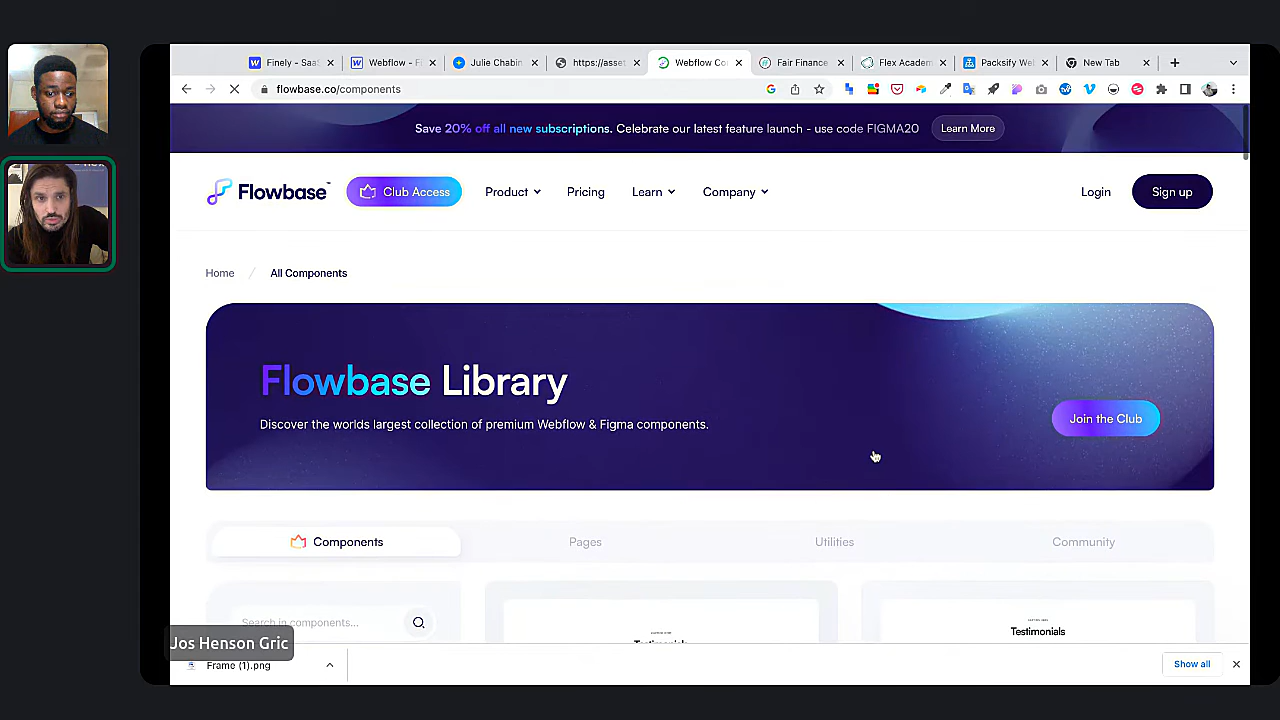 Finely - Saa
Webflow - F
Julie Chabin
https://asset
Webflow Co
Fair Finance
Flex Academ
Packsify We
New Tab
flowbase.co/components
Save 20% off all new subscriptions. Celebrate our latest feature launch - use code FIGMA20
Learn More
Flowbase
Club Access
Product
Pricing
Learn
Company
Login
Sign up
Home / All Components
Flowbase Library
Discover the worlds largest collection of premium Webflow & Figma components.
Join the Club
Components
Pages
Utilities
Community
Search in components...
Testimonials
Testimonials
Jos Henson Gric
Frame (1).png
Show all